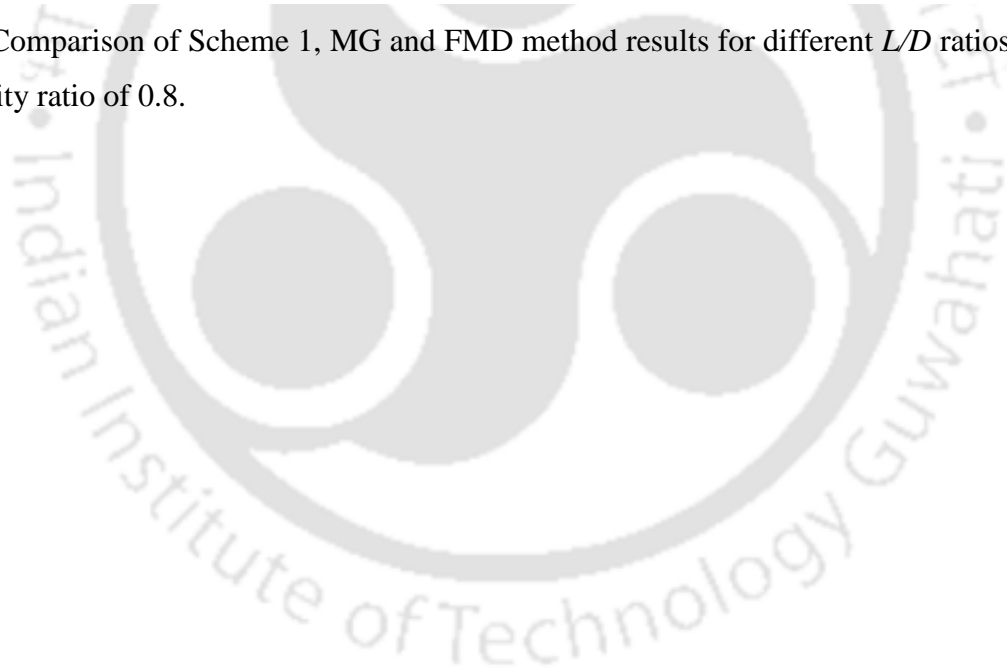 Comparison of Scheme 1, MG and FMD method results for different L/D ratios
ity ratio of 0.8.
Indian Institute of Technology Guwahati